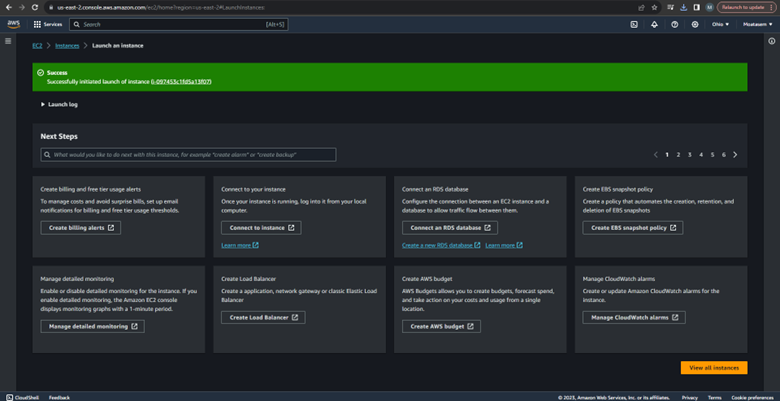 us-east-2.console.aws.amazon.com/ec2/home?region=us-east-2#LaunchInstances:
Relaunch to update
aws
Services
Search
[Alt+S]
Ohio
Moatasem
EC2 > Instances > Launch an instance
Success
Successfully initiated launch of instance (i-097453c1fd5a13f07)
Launch log
Next Steps
What would you like to do next with this instance, for example "create alarm" or "create backup"
1 2 3 4 5 6
Create billing and free tier usage alerts
To manage costs and avoid surprise bills, set up email
notifications for billing and free tier usage thresholds.
Create billing alerts
Connect to your instance
Once your instance is running, log into it from your local
computer.
Connect to instance
Learn more
Connect an RDS database
Configure the connection between an EC2 instance and a
database to allow traffic flow between them.
Connect an RDS database
Create a new RDS database
Learn more
Create EBS snapshot policy
Create a policy that automates the creation, retention, and
deletion of EBS snapshots
Create EBS snapshot policy
Manage detailed monitoring
Enable or disable detailed monitoring for the instance. If you
enable detailed monitoring, the Amazon EC2 console
displays monitoring graphs with a 1-minute period.
Manage detailed monitoring
Create Load Balancer
Create a application, network gateway or classic Elastic Load
Balancer
Create Load Balancer
Create AWS budget
AWS Budgets allows you to create budgets, forecast spend,
and take action on your costs and usage from a single
location.
Create AWS budget
Manage CloudWatch alarms
Create or update Amazon CloudWatch alarms for the
instance.
Manage CloudWatch alarms
View all instances
CloudShell
Feedback
© 2023, Amazon Web Services, Inc. or its affiliates.
Privacy
Terms
Cookie preferences